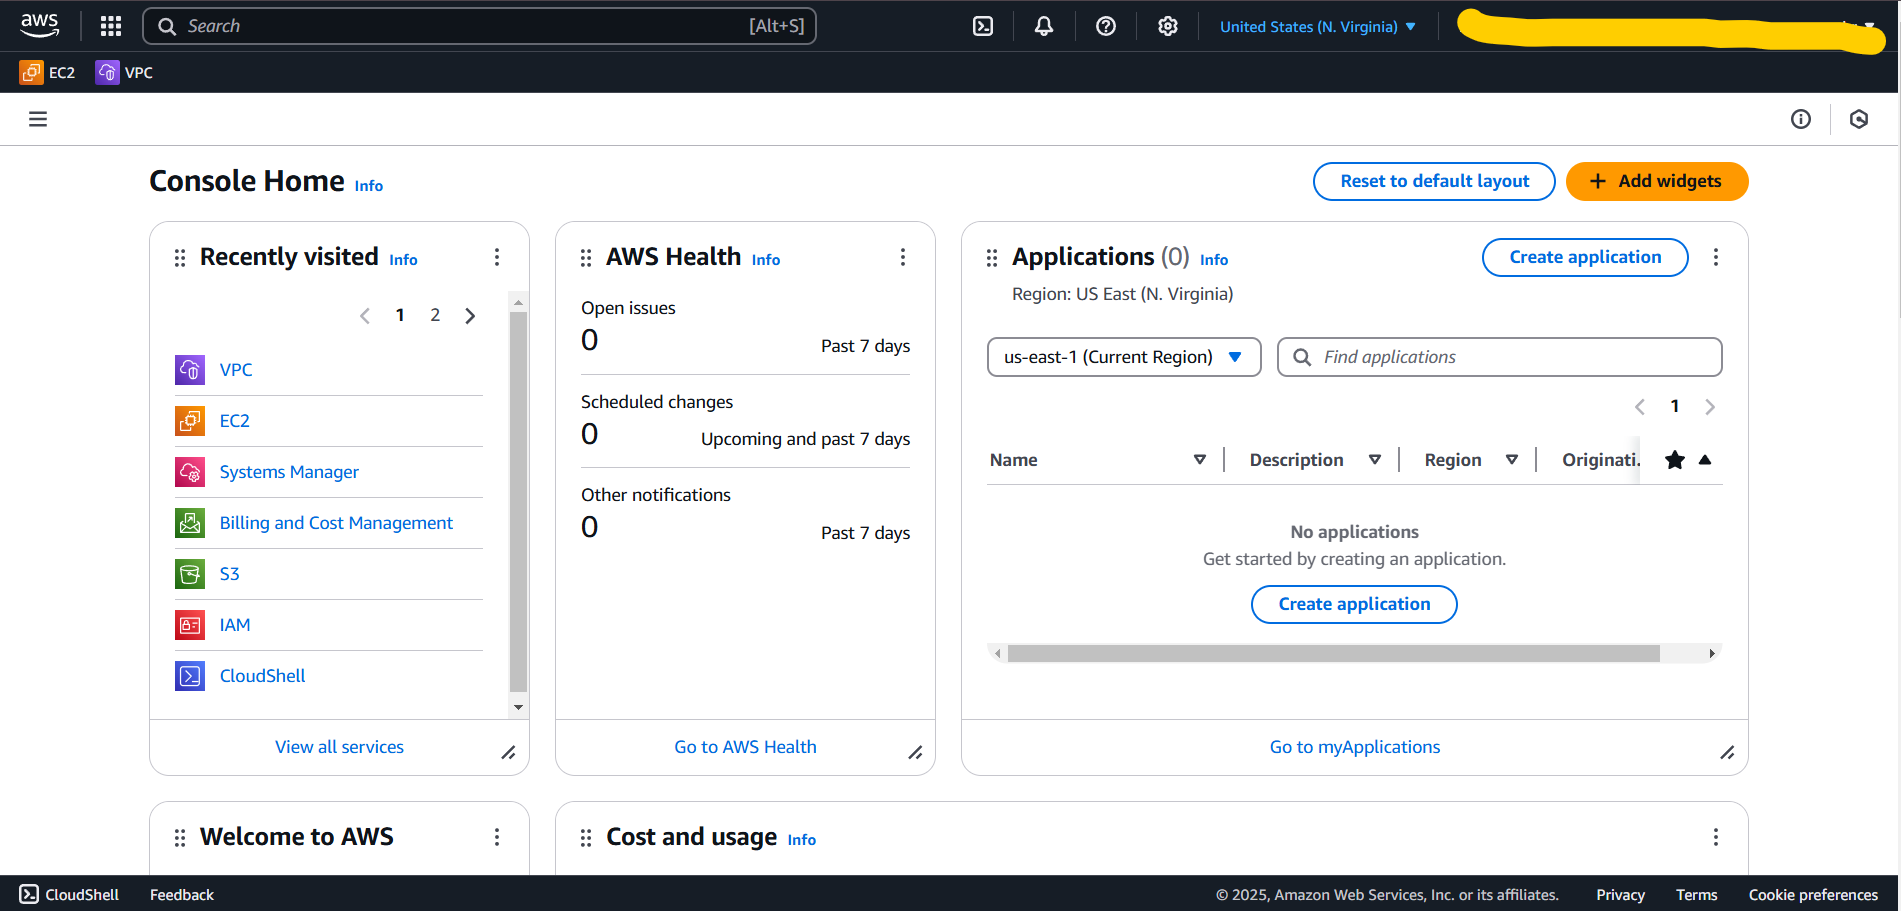 aws
Search [Alt+S]
United States (N. Virginia)
EC2 VPC
Console Home Info
Reset to default layout
+ Add widgets
Recently visited Info
1 2
VPC
EC2
Systems Manager
Billing and Cost Management
S3
IAM
CloudShell
View all services
AWS Health Info
Open issues
0 Past 7 days
Scheduled changes
0 Upcoming and past 7 days
Other notifications
0 Past 7 days
Go to AWS Health
Applications (0) Info
Create application
Region: US East (N. Virginia)
us-east-1 (Current Region)
Find applications
1
Name Description Region Originati.
No applications
Get started by creating an application.
Create application
Go to myApplications
Welcome to AWS
Cost and usage Info
CloudShell Feedback © 2025, Amazon Web Services, Inc. or its affiliates. Privacy Terms Cookie preferences